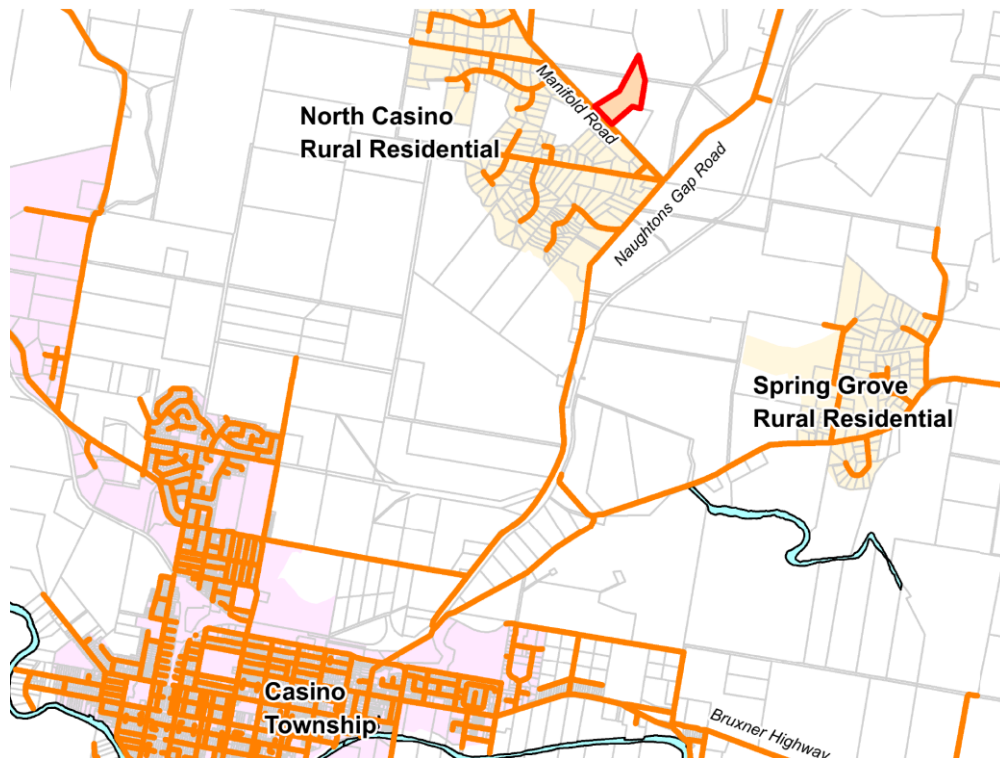 Manifold Road
North Casino
Rural Residential
Naughtons Gap Road
Spring Grove
Rural Residential
Casino
Township
Bruxner Highway